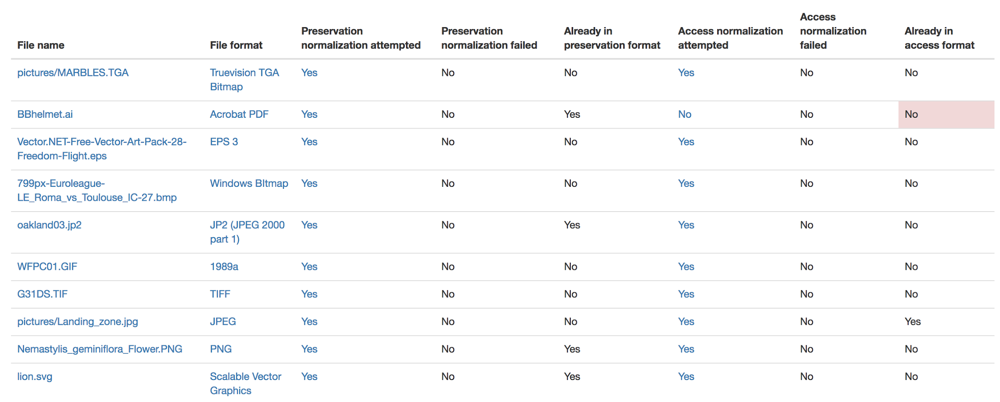 File name File format Preservation normalization attempted Preservation normalization failed Already in preservation format Access normalization attempted Access normalization failed Already in access format
pictures/MARBLES.TGA Truevision TGA Bitmap Yes No No Yes No No
BBhelmet.ai Acrobat PDF Yes No Yes No No No
Vector.NET-Free-Vector-Art-Pack-28-Freedom-Flight.eps EPS 3 Yes No No Yes No No
799px-Euroleague-LE_Roma_vs_Toulouse_IC-27.bmp Windows BItmap Yes No No Yes No No
oakland03.jp2 JP2 (JPEG 2000 part 1) Yes No Yes Yes No No
WFPC01.GIF 1989a Yes No No Yes No No
G31DS.TIF TIFF Yes No No Yes No No
pictures/Landing_zone.jpg JPEG Yes No No Yes No Yes
Nemastylis_geminiflora_Flower.PNG PNG Yes No Yes Yes No No
lion.svg Scalable Vector Graphics Yes No Yes Yes No No